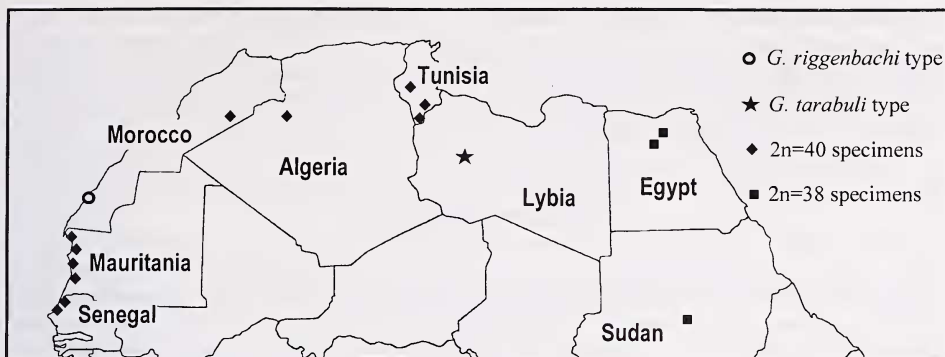 G. riggenbachi type
G. tarabuli type
2n=40 specimens
2n=38 specimens
Tunisia
Morocco
Algeria
Lybia
Egypt
Mauritania
Senegal
Sudan